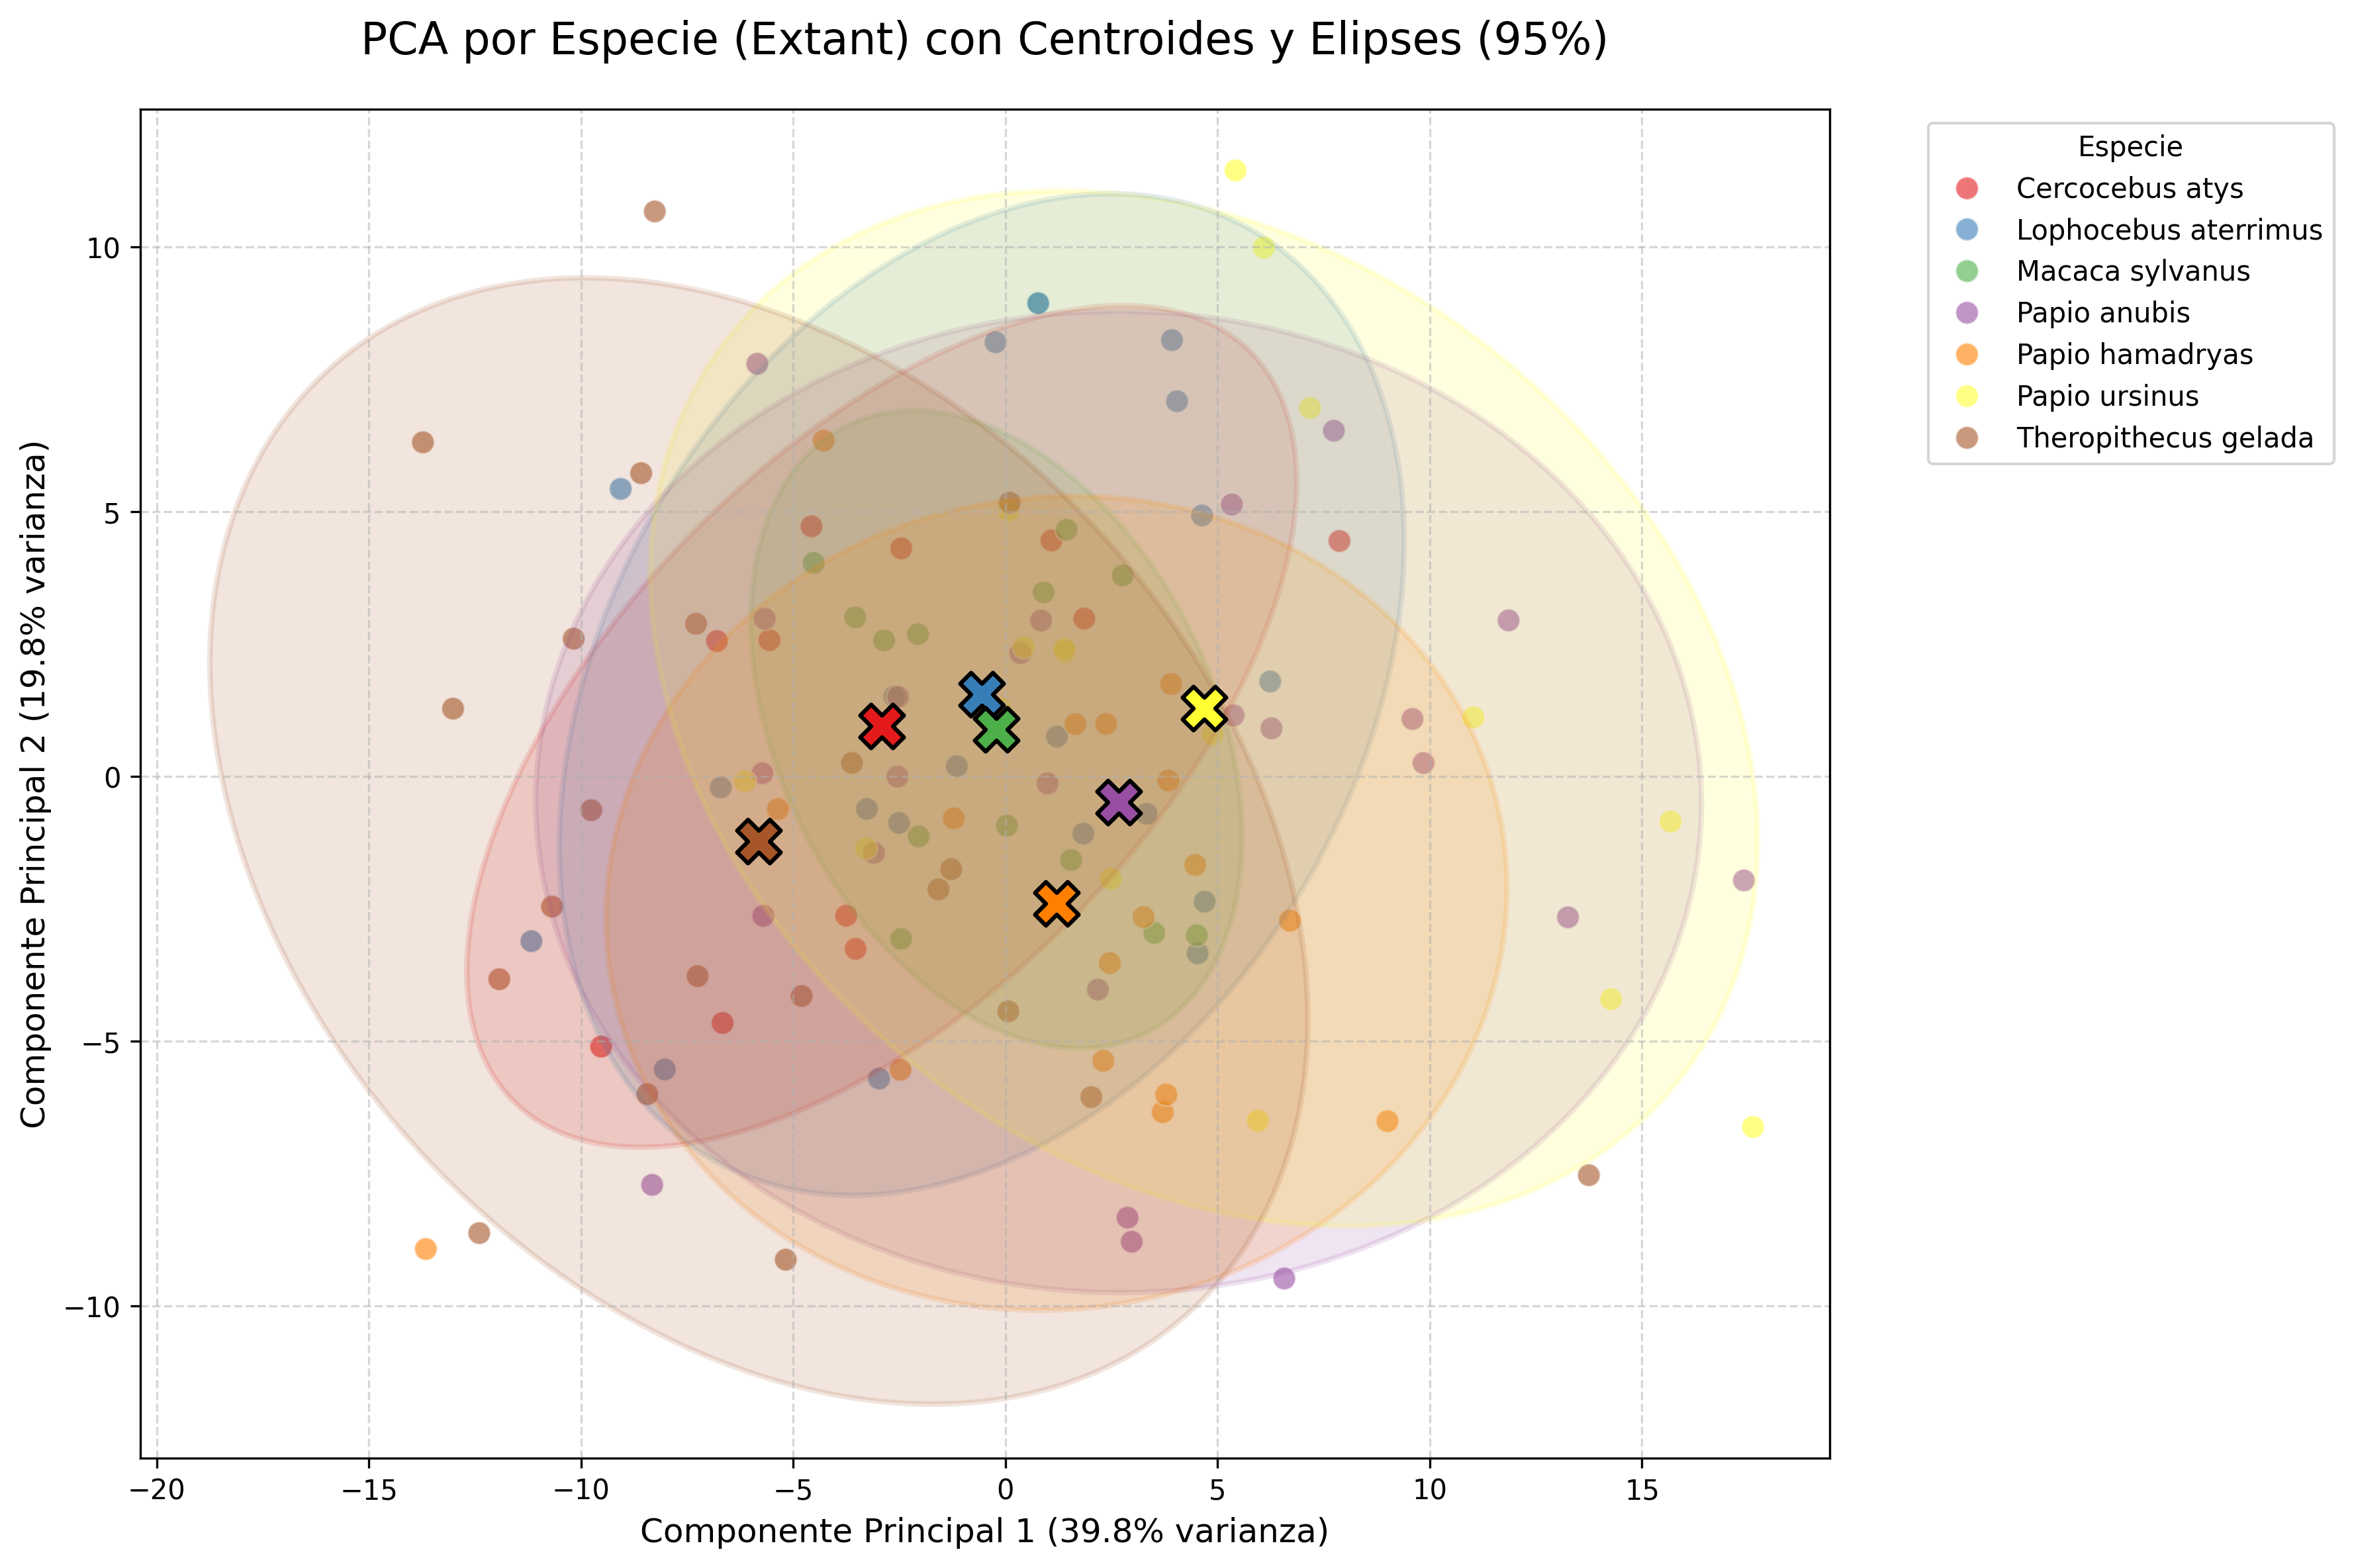 PCA por Especie (Extant) con Centroides y Elipses (95%)
Especie
Cercocebus atys
Lophocebus aterrimus
Macaca sylvanus
Papio anubis
Papio hamadryas
Papio ursinus
Theropithecus gelada
Componente Principal 2 (19.8% varianza)
10
5
0
−5
−10
−20
−15
−10
−5
0
5
10
15
Componente Principal 1 (39.8% varianza)